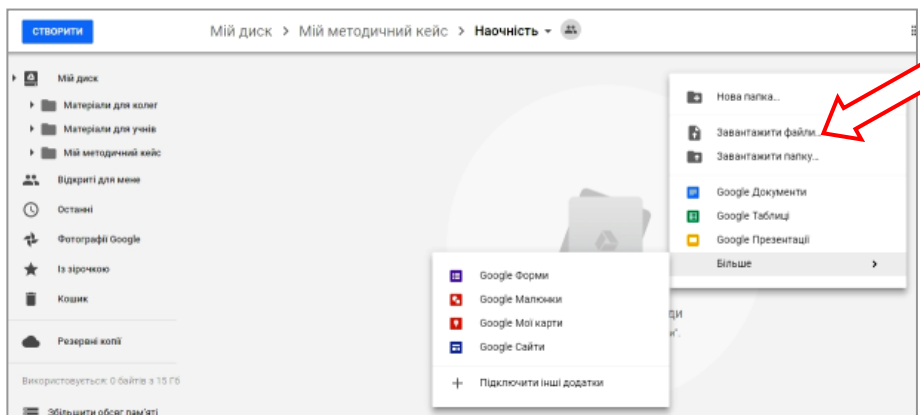 СТВОРИТИ
Мій диск > Мій методичний кейс > Наочність
Мій диск
Матеріали для колег
Матеріали для учнів
Мій методичний кейс
Відкриті для мене
Останні
Фотографії Google
Із зірочкою
Кошик
Резервні копії
Використовується: 0 байтів з 15 Гб
Збільшити обсяг пам'яті
Нова папка...
Завантажити файли...
Завантажити папку...
Google Документи
Google Таблиці
Google Презентації
Більше
Google Форми
Google Малюнки
Google Мої карти
Google Сайти
+ Підключити інші додатки